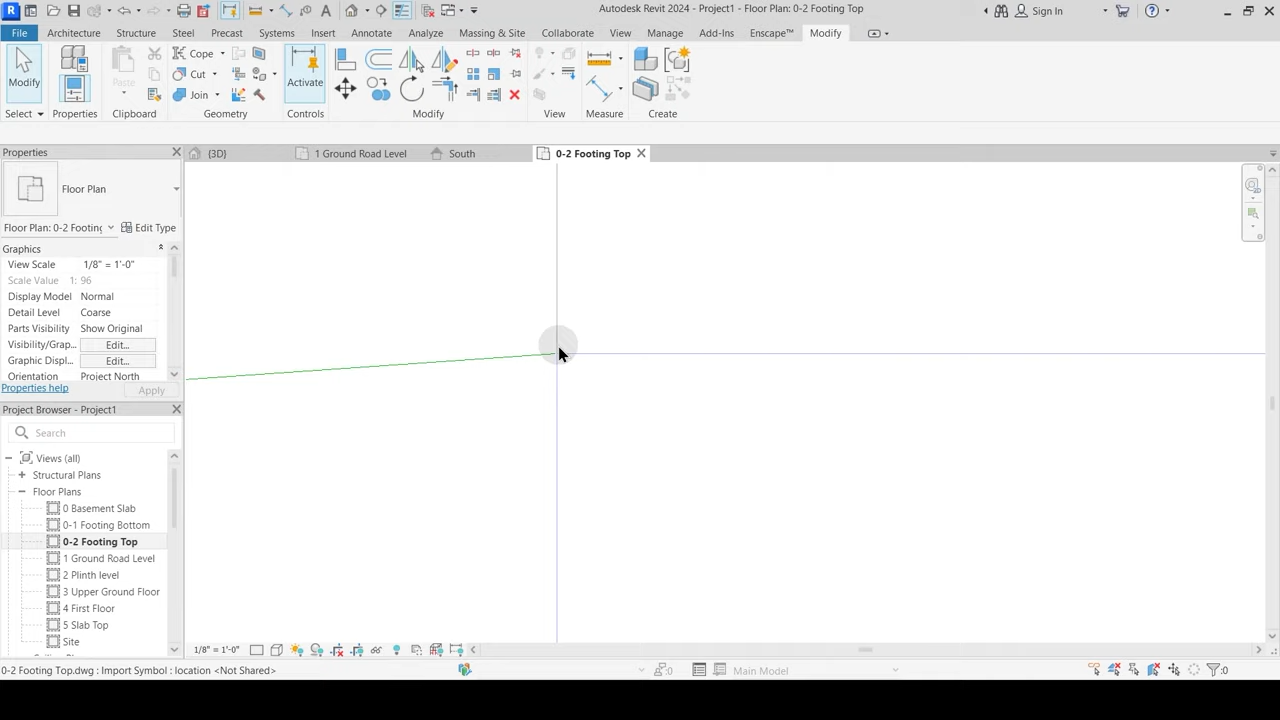 Autodesk Revit 2024 - Project1 - Floor Plan: 0-2 Footing Top
Sign In
File Architecture Structure Steel Precast Systems Insert Annotate Analyze Massing & Site Collaborate View Manage Add-Ins Enscape™ Modify
Modify Paste Cope Cut Join Activate
Select Properties Clipboard Geometry Controls Modify View Measure Create
Properties
{3D} 1 Ground Road Level South 0-2 Footing Top
Floor Plan
Floor Plan: 0-2 Footing Edit Type
Graphics
View Scale 1/8" = 1'-0"
Scale Value 1: 96
Display Model Normal
Detail Level Coarse
Parts Visibility Show Original
Visibility/Grap... Edit...
Graphic Displ... Edit...
Orientation Project North
Properties help Apply
Project Browser - Project1
Search
Views (all)
Structural Plans
Floor Plans
0 Basement Slab
0-1 Footing Bottom
0-2 Footing Top
1 Ground Road Level
2 Plinth level
3 Upper Ground Floor
4 First Floor
5 Slab Top
Site
1/8" = 1'-0"
0-2 Footing Top.dwg : Import Symbol : location <Not Shared> :0 Main Model :0